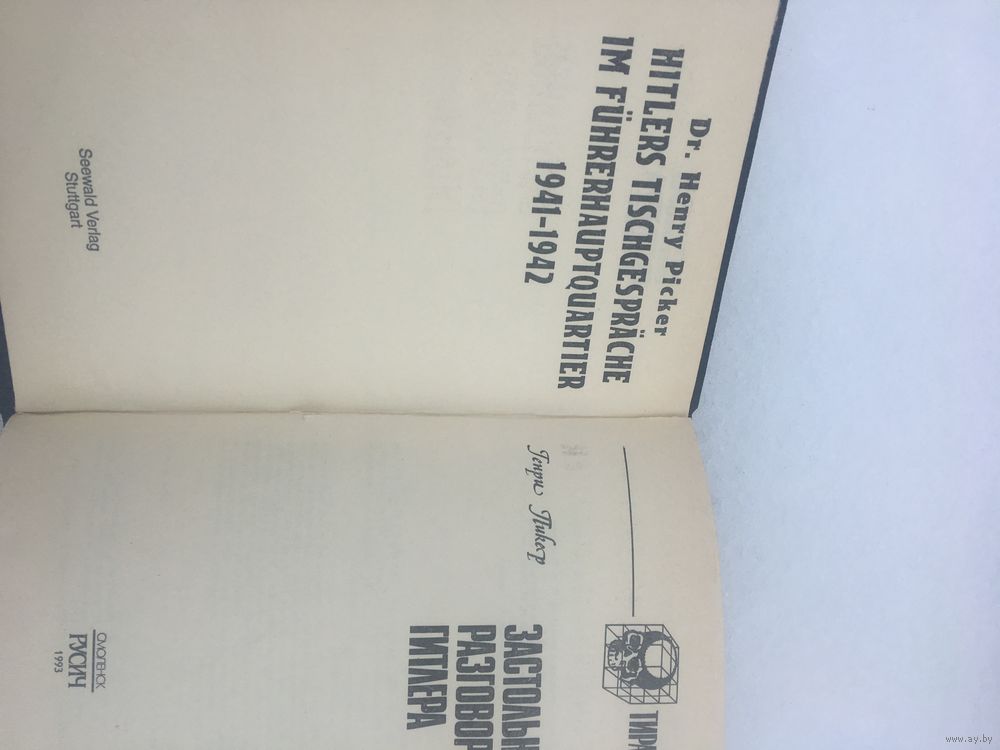 Dr. Henry Picker
HITLERS TISCHGESPRÄCHE
IM FÜHRERHAUPTQUARTIER
1941-1942
Seewald Verlag
Stuttgart
Генри Пикер
ЗАСТОЛЬН
РАЗГОВОР
ГИТЛЕРА
СМОЛЕНСК
РУСИЧ
1993
www.ay.by